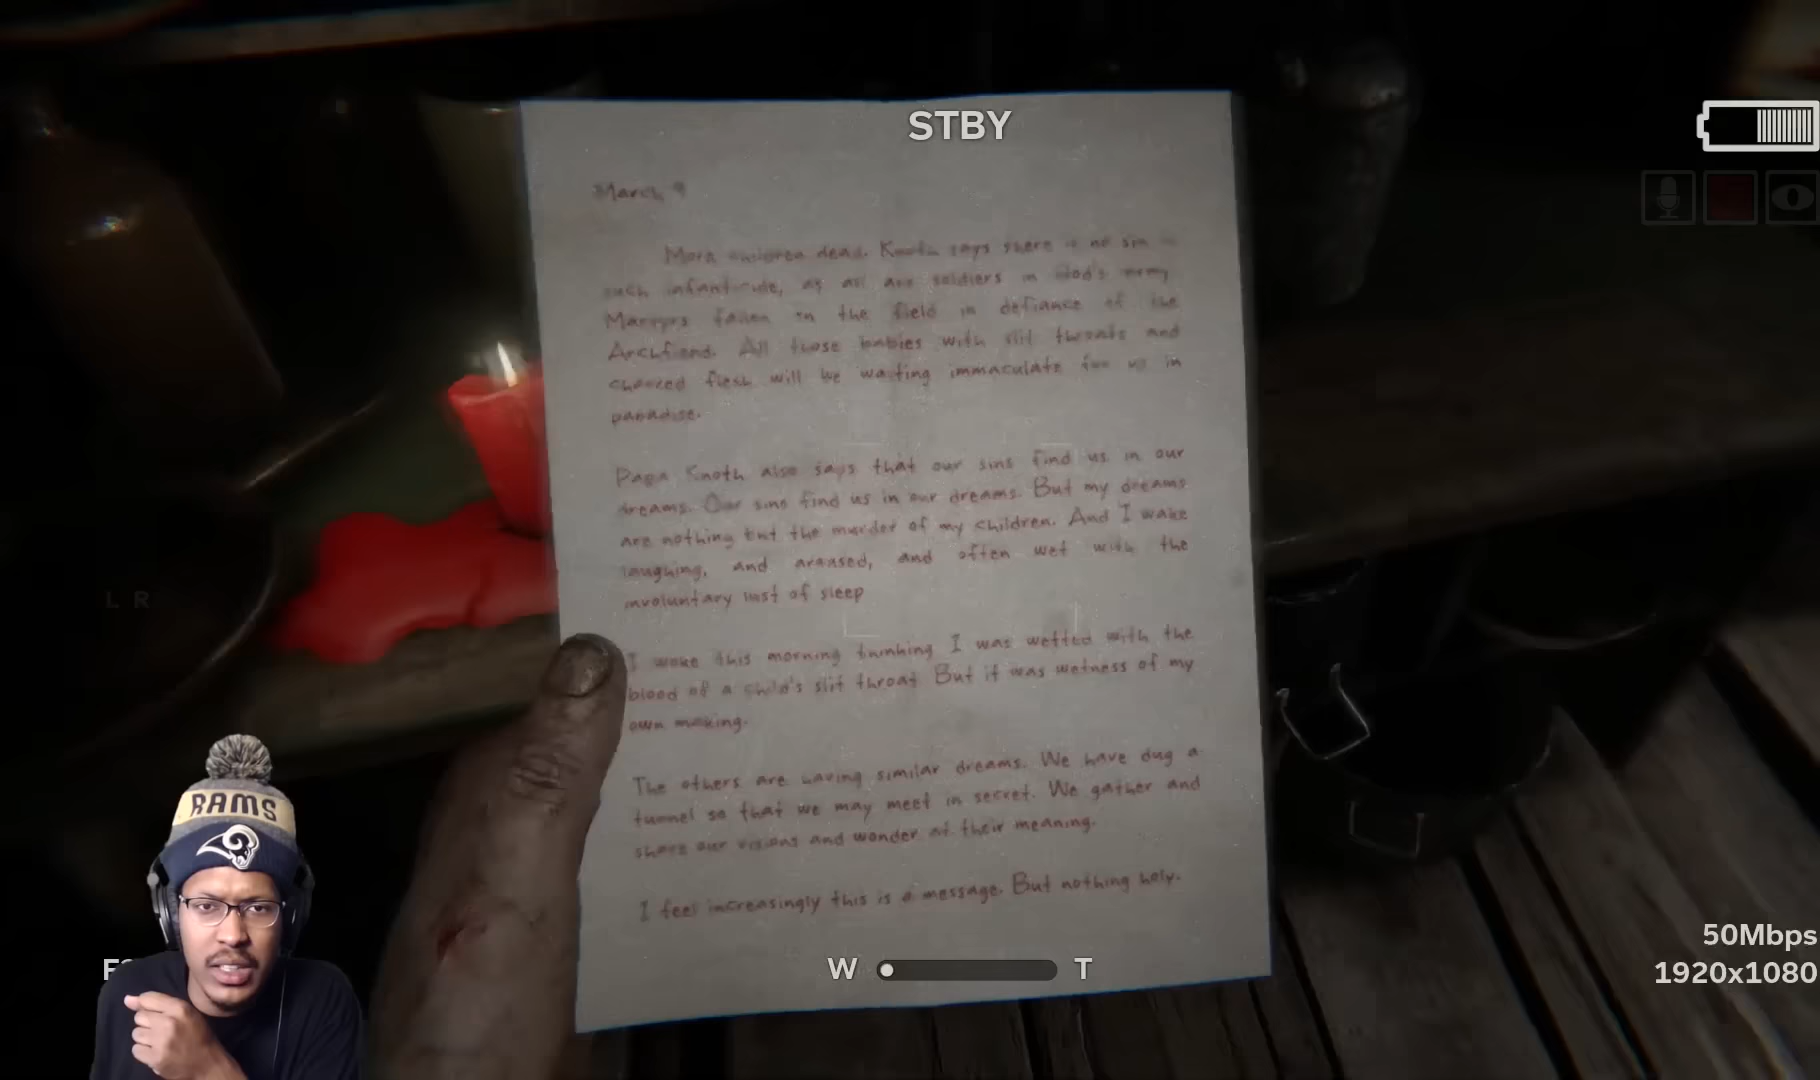 STBY
March 9
More children dead. Knoth says there is no sin in
such infanticide, as all are soldiers in God's army
Martyrs fallen in the field in defiance of the
Archfiend. All those babies with slit throats and
flesh will be waiting immaculate for us in
paradise.
Papa Knoth also says that our sins find us in our
dreams. Our sins find us in our dreams. But my dreams
are nothing but the murder of my children. And I wake
laughing, and aroused, and often wet with the
involuntary lust of sleep
I woke this morning thinking I was wetted with the
blood of a child's slit throat But it was wetness of my
own making.
The others are having similar dreams. We have dug a
tunnel so that we may meet in secret. We gather and
share our visions and wonder at their meaning.
I feel increasingly this is a message. But nothing holy.
L R
RAMS
W T
50Mbps
1920x1080